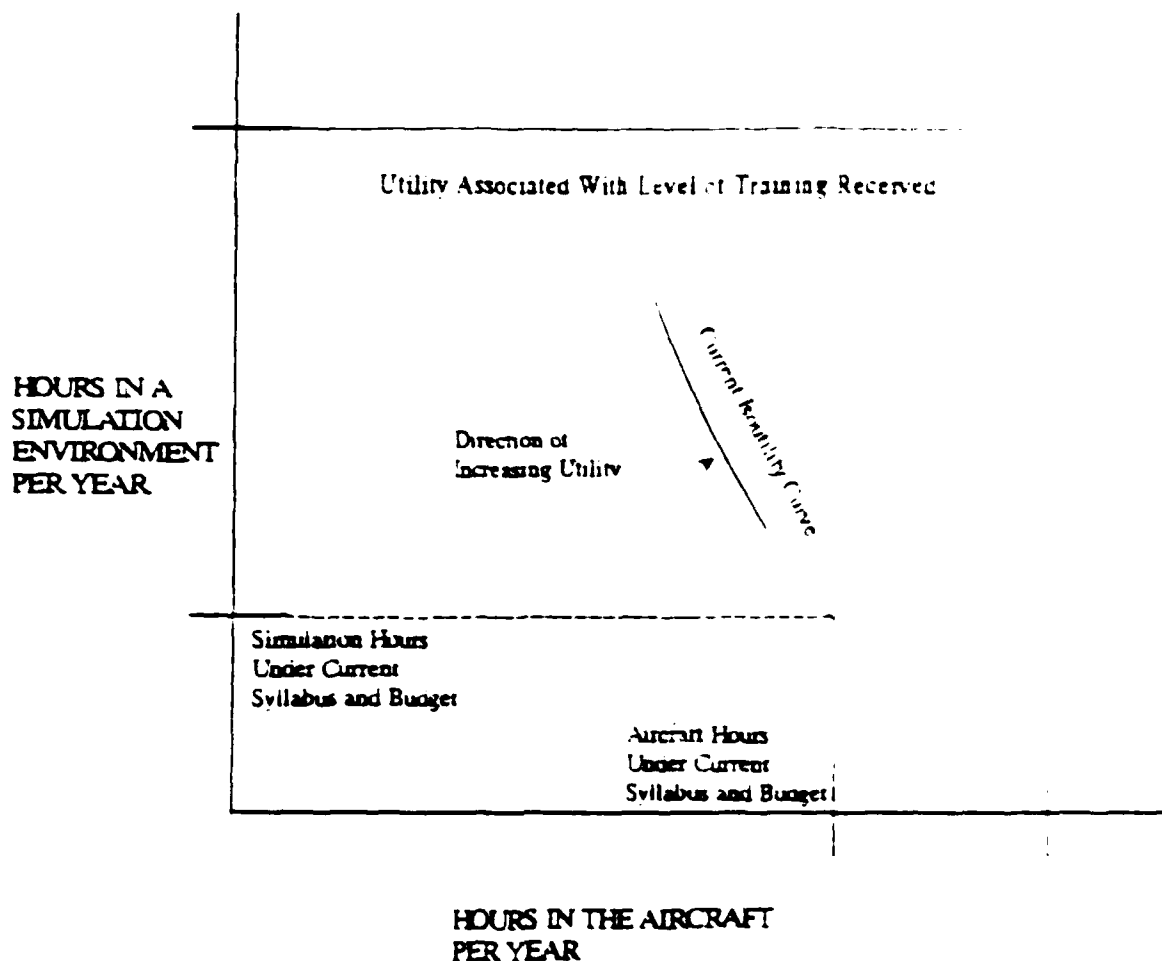 Utility Associated With Level of Training Received
Current Isoutility Curve
HOURS IN A
SIMULATION
ENVIRONMENT
PER YEAR
Direction of
Increasing Utility
Simulation Hours
Under Current
Syllabus and Budget
Aircraft Hours
Under Current
Syllabus and Budget
HOURS IN THE AIRCRAFT
PER YEAR